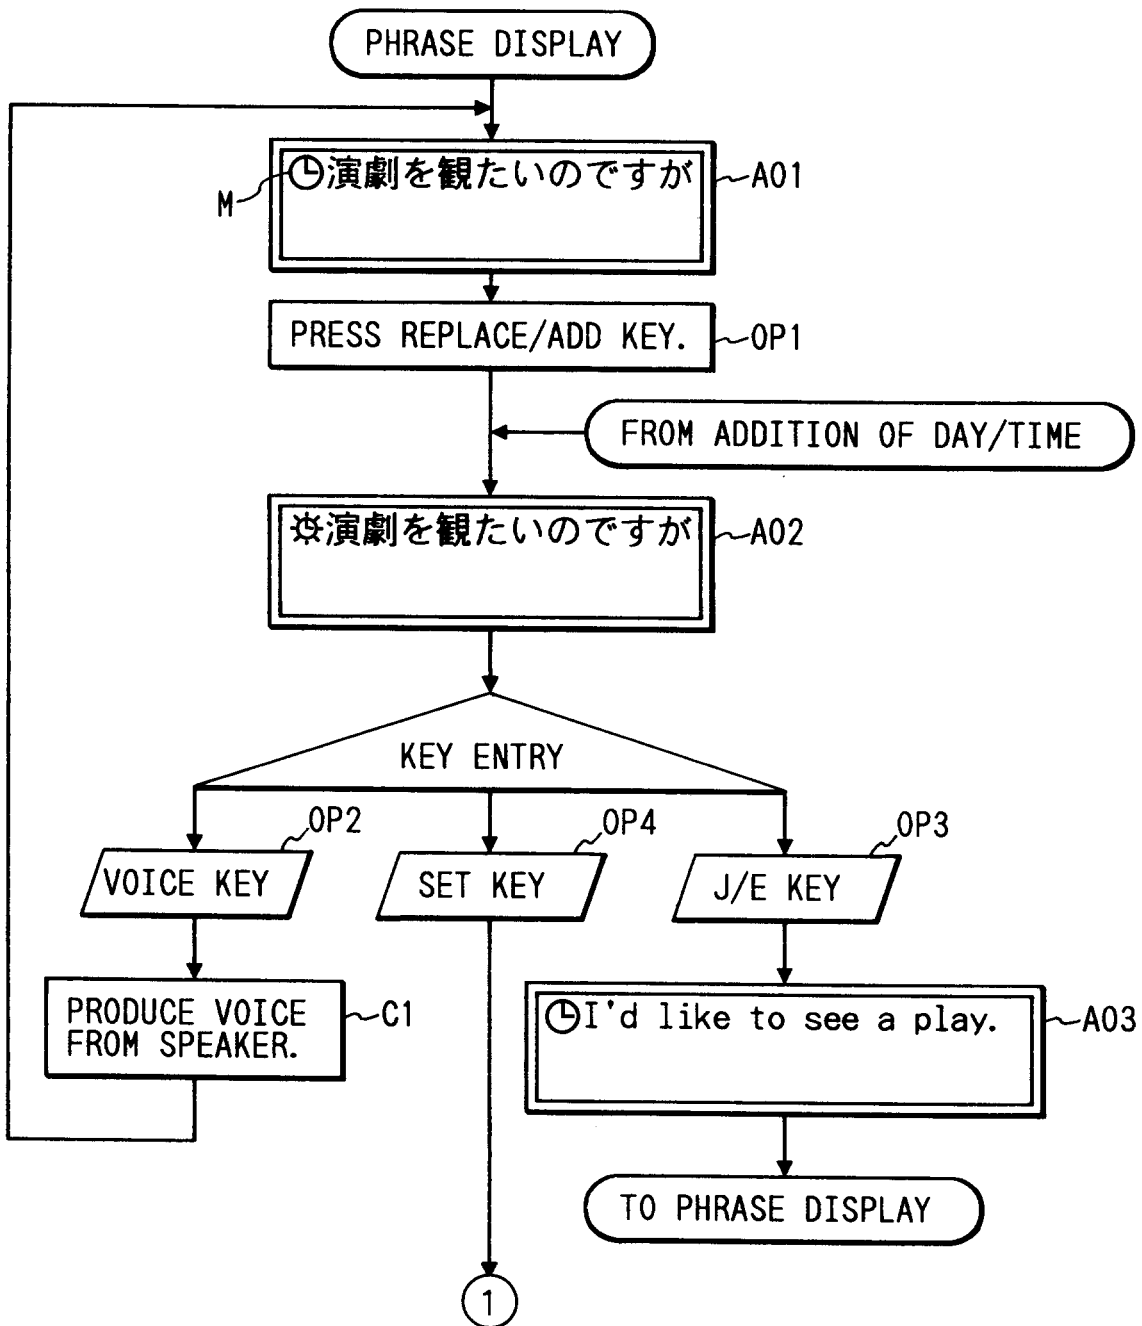 PHRASE DISPLAY
演劇を観たいのですが
A01
M
PRESS REPLACE/ADD KEY.
OP1
FROM ADDITION OF DAY/TIME
演劇を観たいのですが
A02
KEY ENTRY
OP2
OP4
OP3
VOICE KEY
SET KEY
J/E KEY
PRODUCE VOICE
FROM SPEAKER.
C1
I'd like to see a play.
A03
TO PHRASE DISPLAY
1